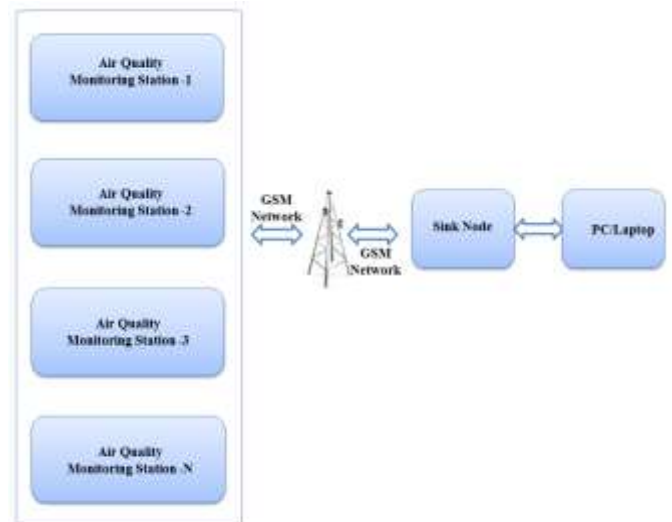 Air Quality
Monitoring Station -1
Air Quality
Monitoring Station -2
Air Quality
Monitoring Station -3
Air Quality
Monitoring Station -N
GSM
Network
GSM
Network
Sink Node
PC/Laptop